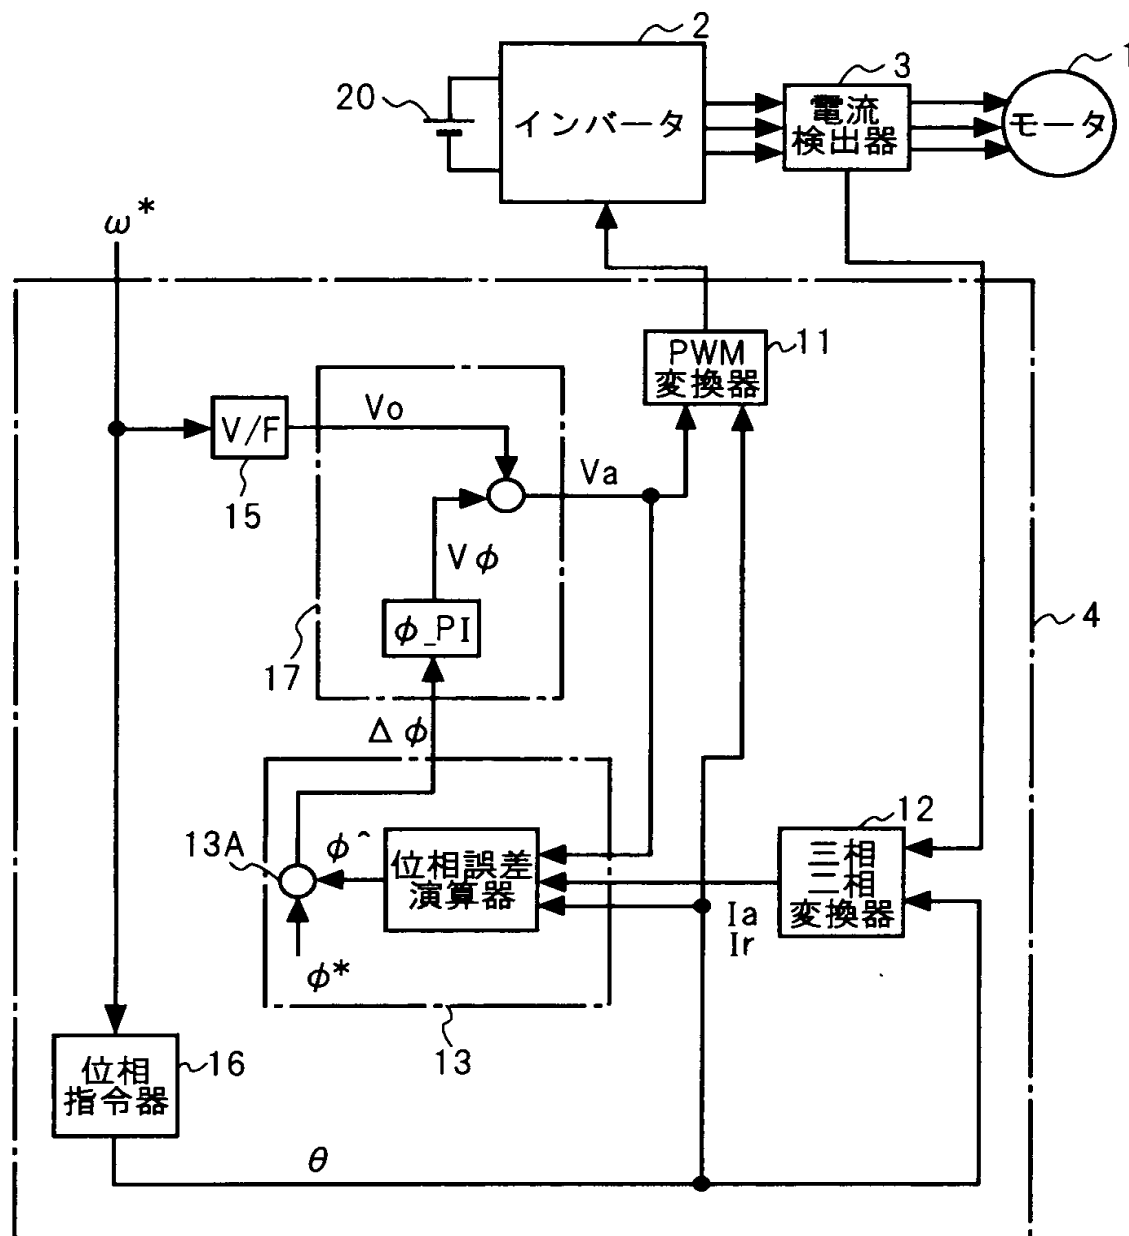 2
3
1
20
インバータ
電流
検出器
モータ
ω*
11
PWM
変換器
Vo
V/F
Va
15
Vφ
φ_PI
4
17
Δφ
12
13A
φ^
位相誤差
演算器
三相
二相
変換器
Ia
Ir
φ*
13
16
位相
指令器
θ